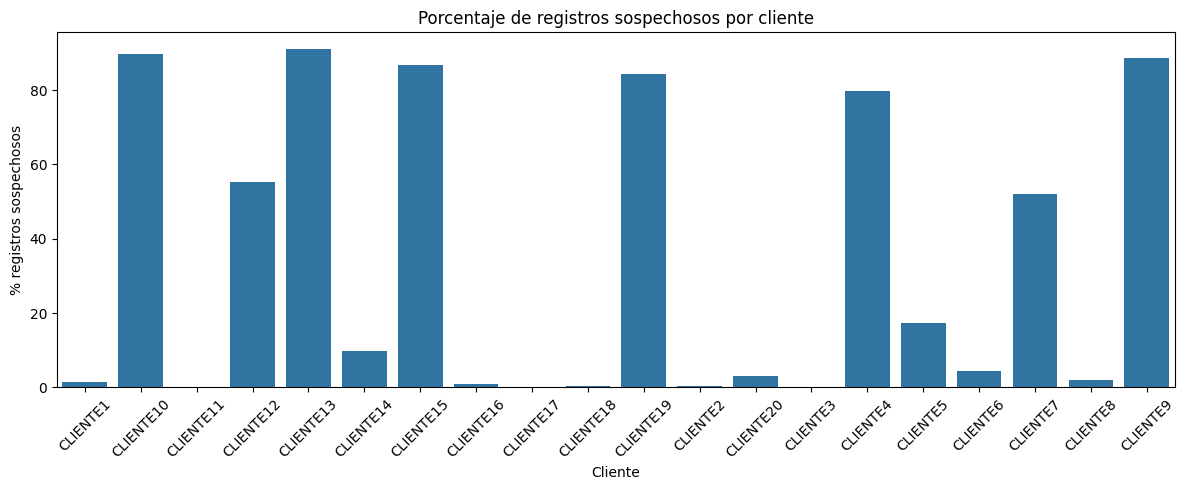 Porcentaje de registros sospechosos por cliente
% registros sospechosos
80
60
40
20
0
CLIENTE1
CLIENTE10
CLIENTE11
CLIENTE12
CLIENTE13
CLIENTE14
CLIENTE15
CLIENTE16
CLIENTE17
CLIENTE18
CLIENTE19
CLIENTE2
CLIENTE20
CLIENTE3
CLIENTE4
CLIENTE5
CLIENTE6
CLIENTE7
CLIENTE8
CLIENTE9
Cliente